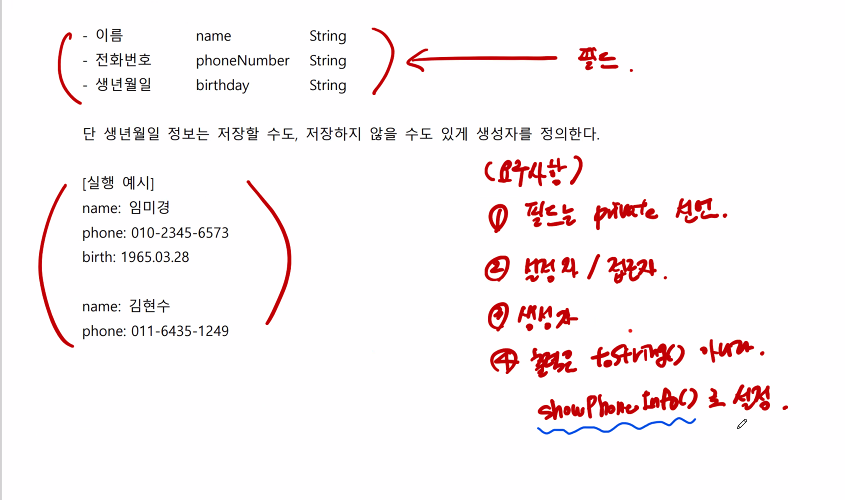 - 이름 name String
- 전화번호 phoneNumber String
- 생년월일 birthday String
필드.
단 생년월일 정보는 저장할 수도, 저장하지 않을 수도 있게 생성자를 정의한다.
[실행 예시]
name: 임미경
phone: 010-2345-6573
birth: 1965.03.28
name: 김현수
phone: 011-6435-1249
(요구사항)
① 필드는 private 선언.
② 설정자 / 접근자.
③ 생성자
④ 출력은 toString() 아니라.
showPhoneInfo()로 설정.